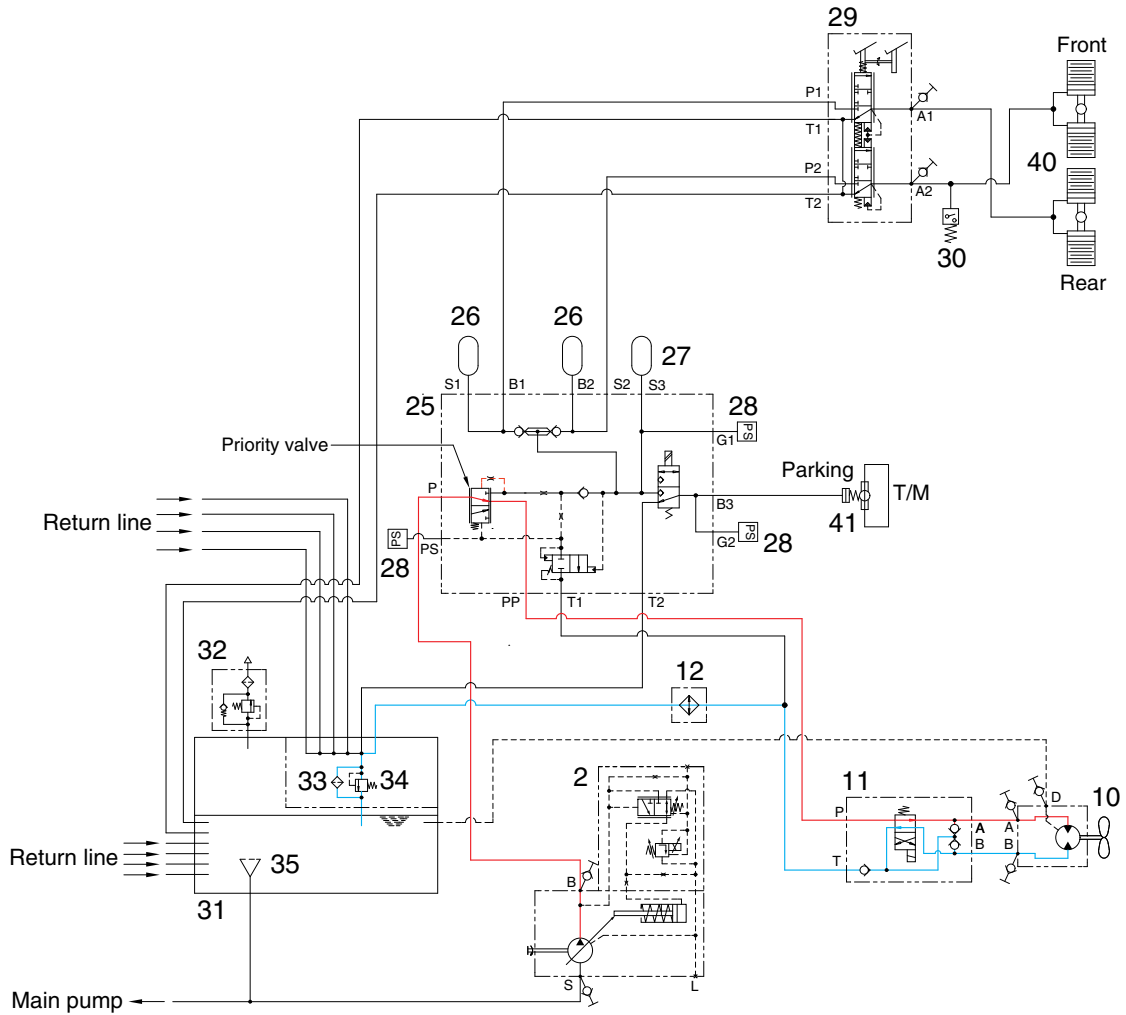 29
Front
P1
A1
T1
P2
40
A2
T2
30
Rear
26
26
27
S1
B1
B2
S2
S3
25
28
PS
G1
Priority valve
Parking
P
T/M
B3
41
Return line
PS
28
PS
G2
28
PS
PP
T1
T2
32
12
33
34
2
11
D
10
P
A
A
B
B
Return line
T
35
B
31
S
L
Main pump